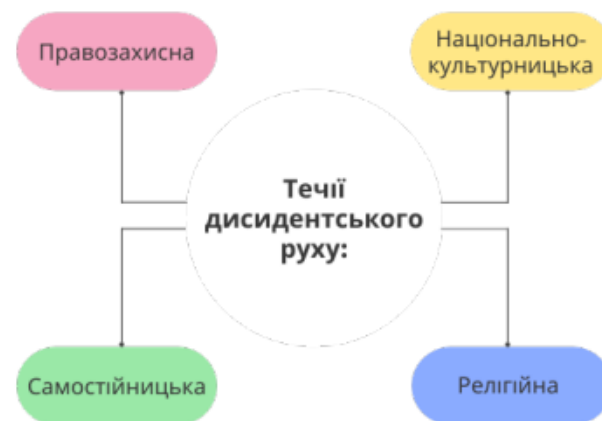 Правозахисна
Національно-
культурницька
Течії
дисидентського
руху:
Самостійницька
Релігійна